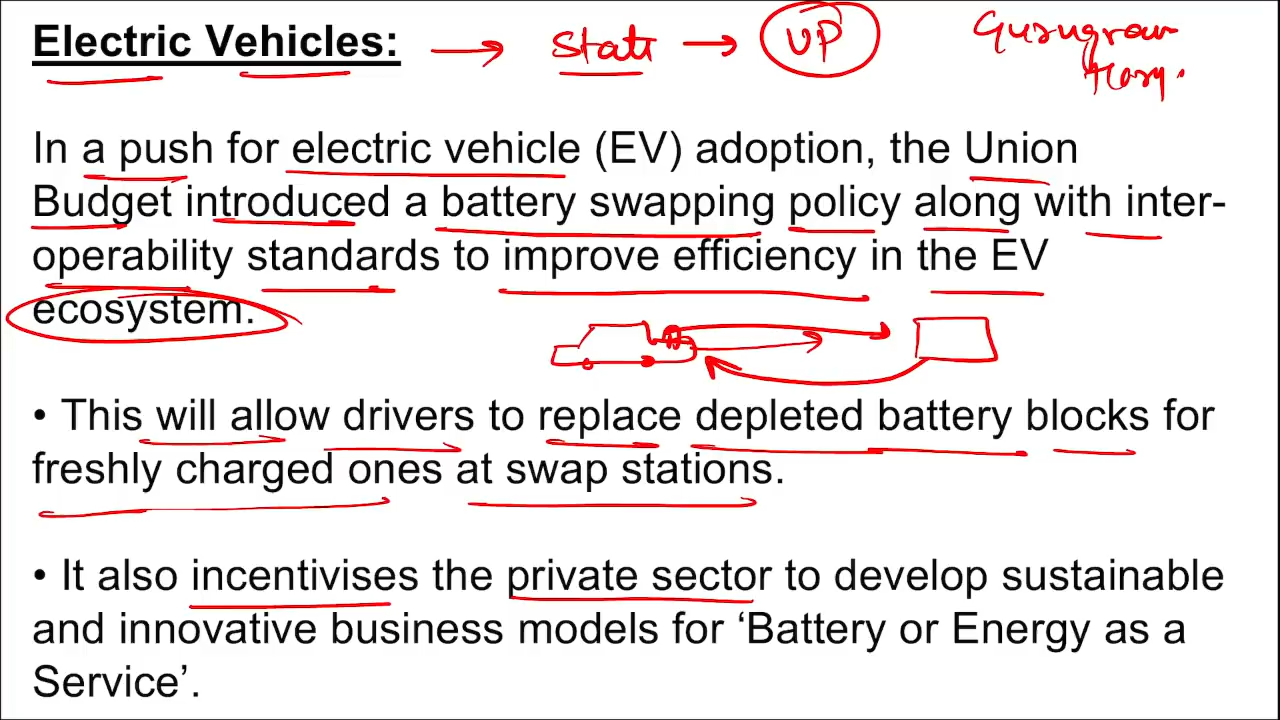 Electric Vehicles: → State → UP
Gurugram
In a push for electric vehicle (EV) adoption, the Union
Budget introduced a battery swapping policy along with inter-
operability standards to improve efficiency in the EV
ecosystem.
• This will allow drivers to replace depleted battery blocks for
freshly charged ones at swap stations.
• It also incentivises the private sector to develop sustainable
and innovative business models for ‘Battery or Energy as a
Service’.